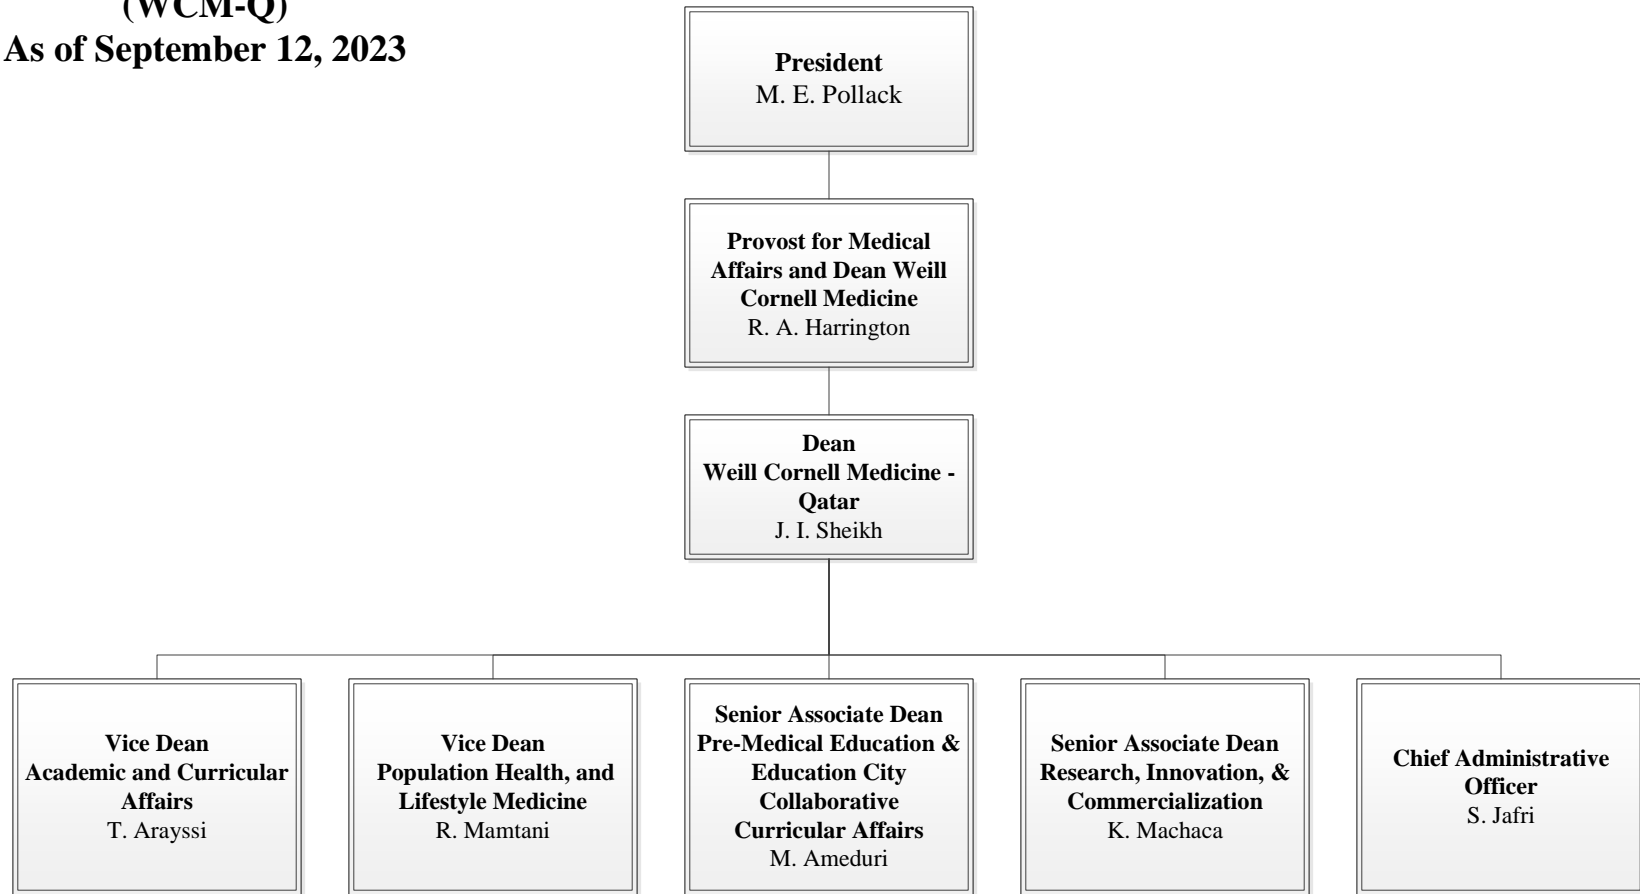 (WCM-Q)
As of September 12, 2023
President
M. E. Pollack
Provost for Medical
Affairs and Dean Weill
Cornell Medicine
R. A. Harrington
Dean
Weill Cornell Medicine -
Qatar
J. I. Sheikh
Vice Dean
Academic and Curricular
Affairs
T. Arayssi
Vice Dean
Population Health, and
Lifestyle Medicine
R. Mamtani
Senior Associate Dean
Pre-Medical Education &
Education City
Collaborative
Curricular Affairs
M. Ameduri
Senior Associate Dean
Research, Innovation, &
Commercialization
K. Machaca
Chief Administrative
Officer
S. Jafri